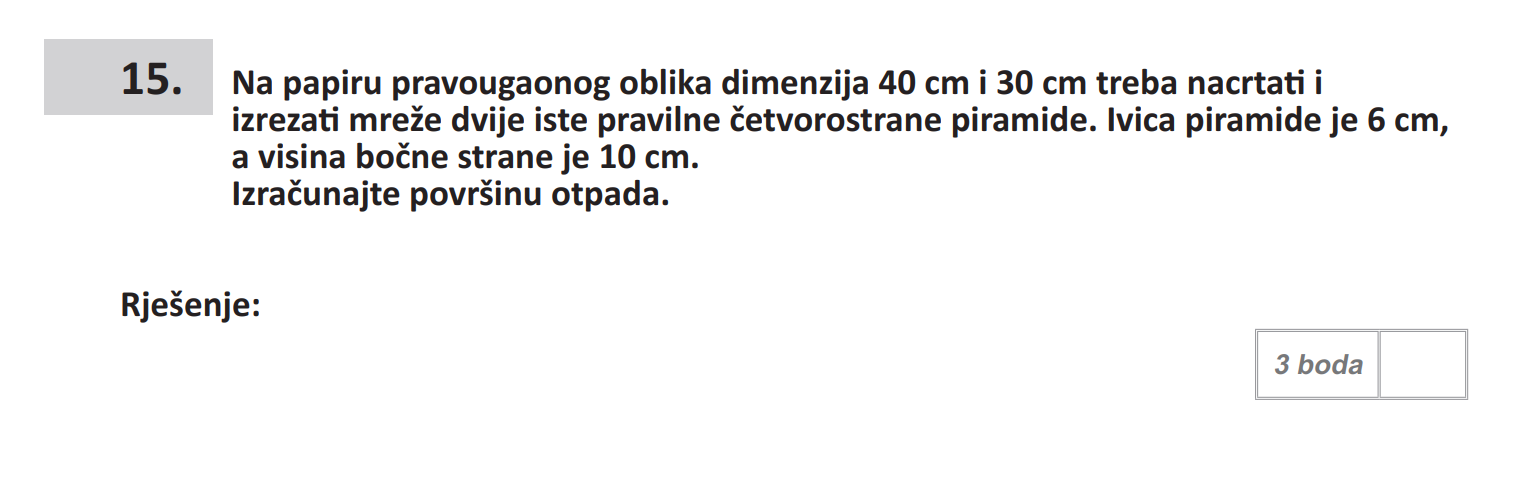 15.
Na papiru pravougaonog oblika dimenzija 40 cm i 30 cm treba nacrtati i
izrezati mreže dvije iste pravilne četvorostrane piramide. Ivica piramide je 6 cm,
a visina bočne strane je 10 cm.
Izračunajte površinu otpada.
Rješenje:
3 boda